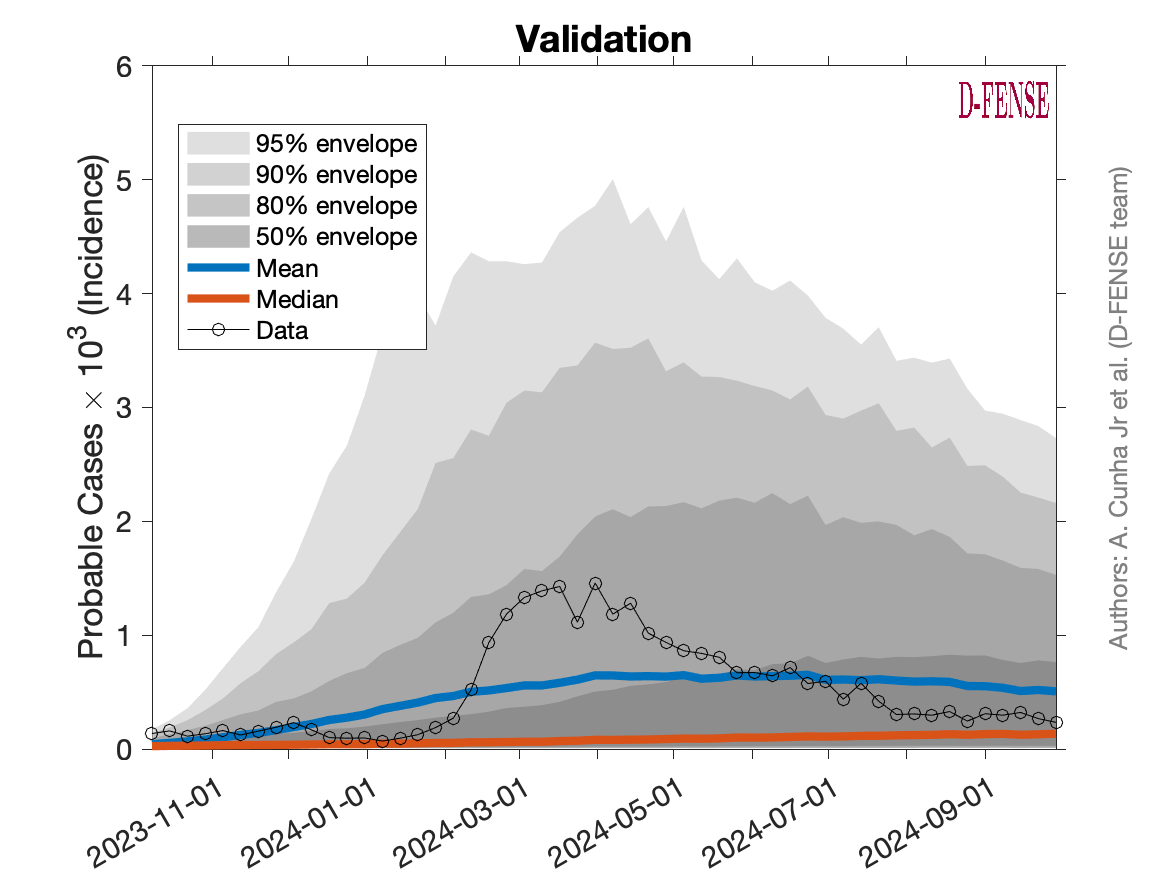 Validation
D-FENSE
95% envelope
90% envelope
80% envelope
50% envelope
Mean
Median
Data
Probable Cases × 10³ (Incidence)
6
5
4
3
2
1
0
2023-11-01
2024-01-01
2024-03-01
2024-05-01
2024-07-01
2024-09-01
Authors: A. Cunha Jr et al. (D-FENSE team)